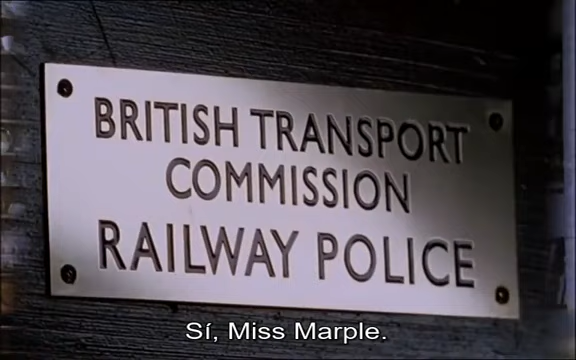 BRITISH TRANSPORT
COMMISSION
RAILWAY POLICE
Sí, Miss Marple.